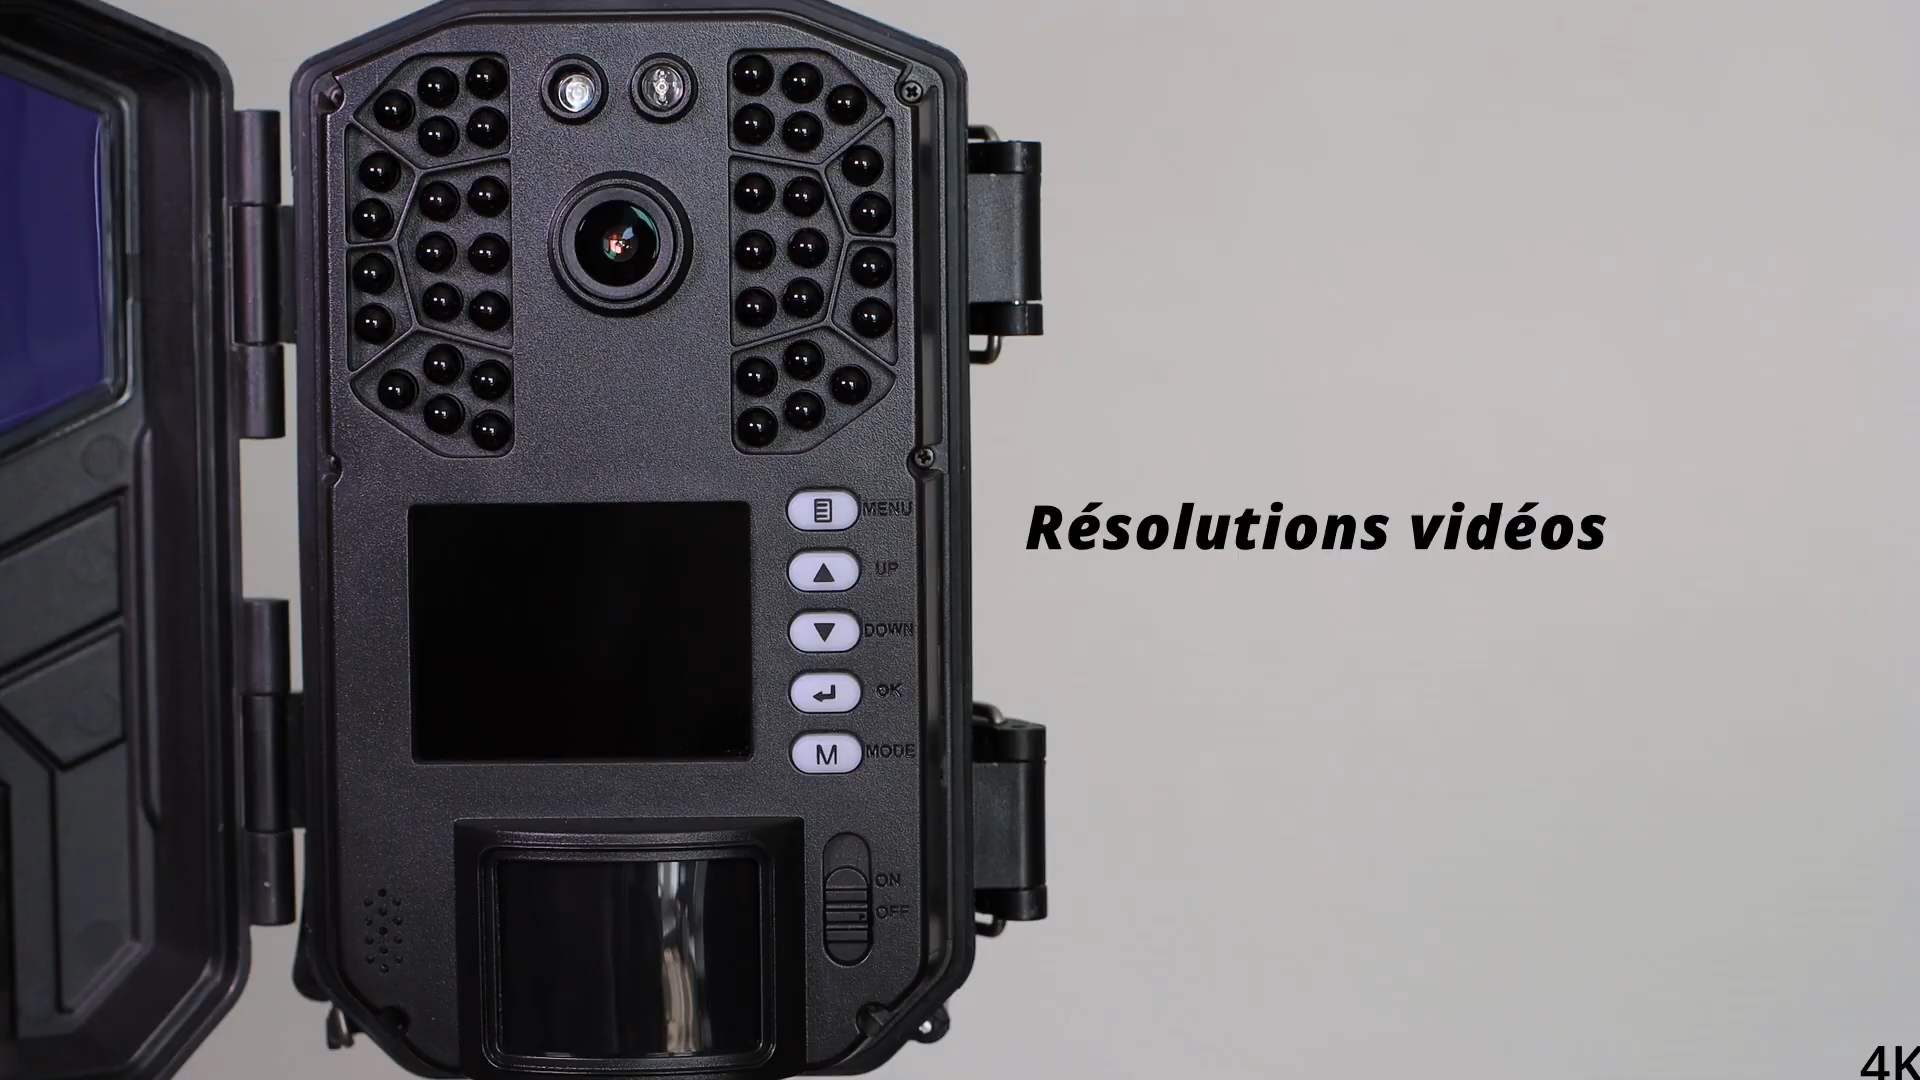 MENU
UP
Résolutions vidéos
DOWN
OK
M MODE
ON
OFF
4K